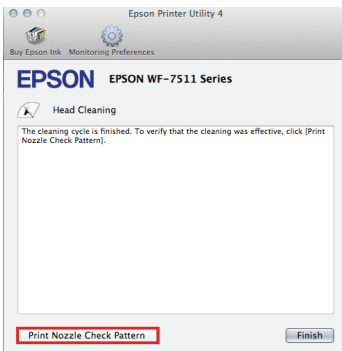 Epson Printer Utility 4
Buy Epson Ink Monitoring Preferences
EPSON EPSON WF-7511 Series
Head Cleaning
The cleaning cycle is finished. To verify that the cleaning was effective, click [Print
Nozzle Check Pattern].
Print Nozzle Check Pattern Finish